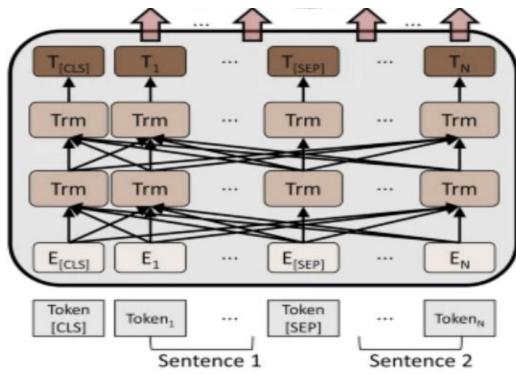 ...
T[CLS] T1 ... T[SEP] ... TN
Trm Trm ... Trm ... Trm
Trm Trm ... Trm ... Trm
E[CLS] E1 ... E[SEP] ... EN
Token [CLS] Token1 ... Token [SEP] ... TokenN
Sentence 1 Sentence 2